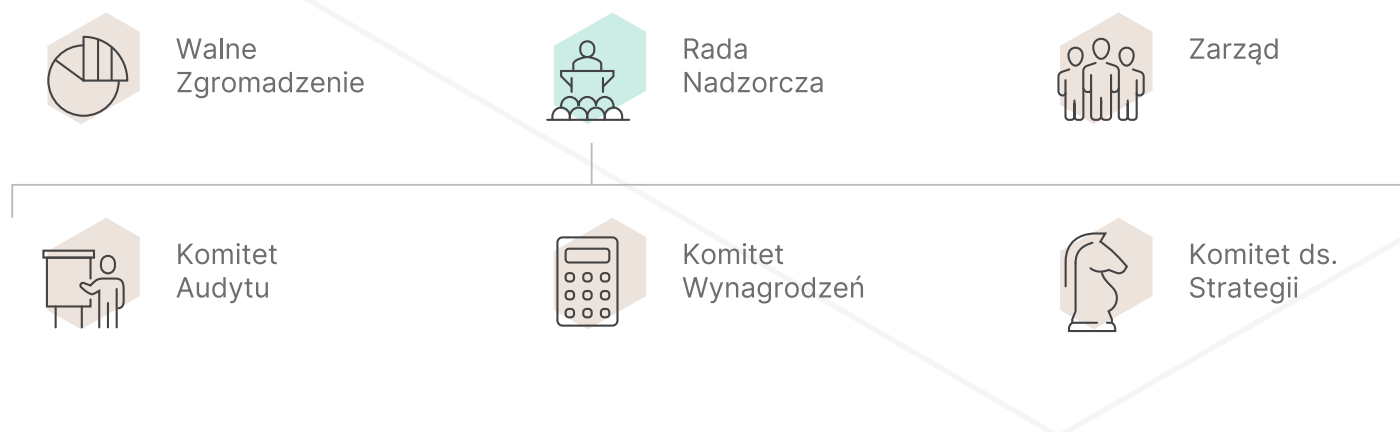 Walne
Zgromadzenie
Rada
Nadzorcza
Zarząd
Komitet
Audytu
Komitet
Wynagrodzeń
Komitet ds.
Strategii